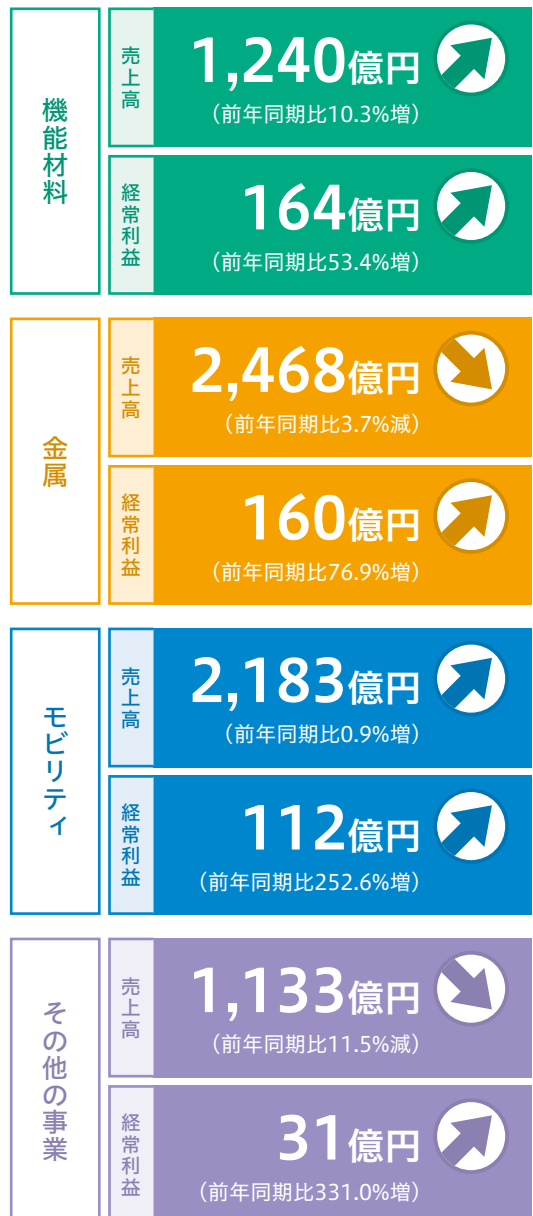 機能材料
売上高
1,240億円
（前年同期比10.3%増）
経常利益
164億円
（前年同期比53.4%増）
金属
売上高
2,468億円
（前年同期比3.7%減）
経常利益
160億円
（前年同期比76.9%増）
モビリティ
売上高
2,183億円
（前年同期比0.9%増）
経常利益
112億円
（前年同期比252.6%増）
その他の事業
売上高
1,133億円
（前年同期比11.5%減）
経常利益
31億円
（前年同期比331.0%増）